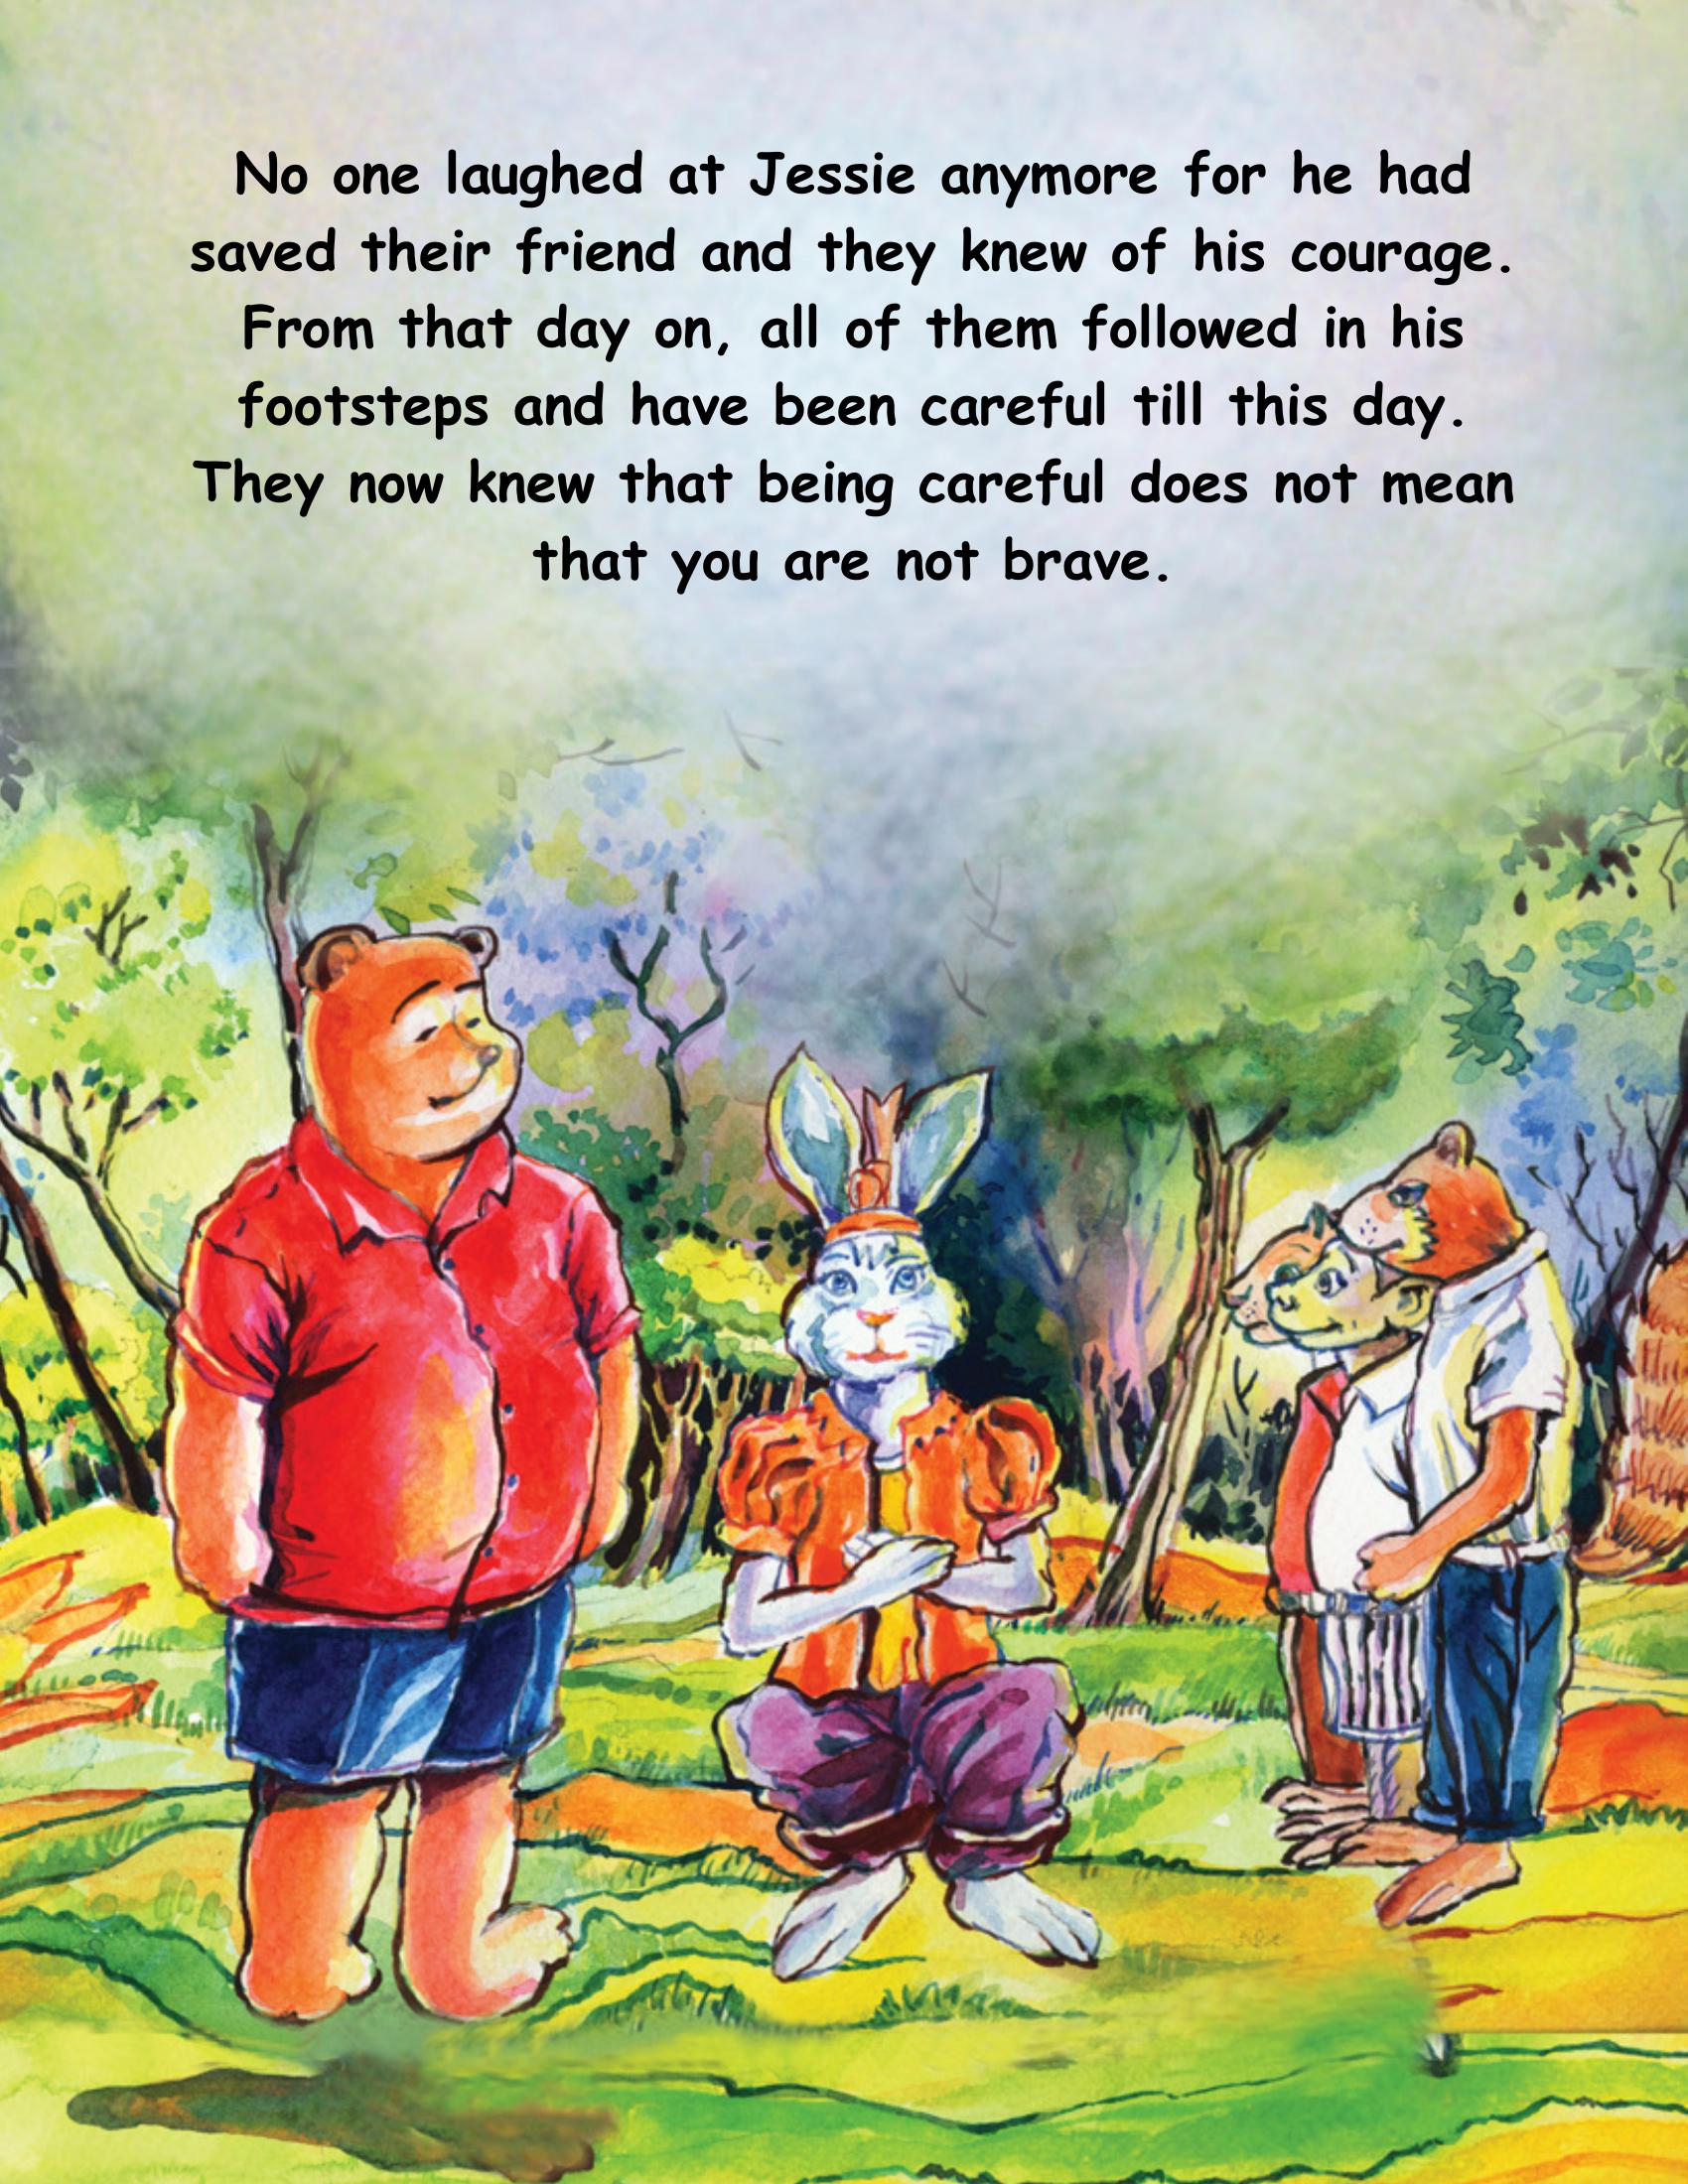 No one laughed at Jessie anymore for he had
saved their friend and they knew of his courage.
From that day on, all of them followed in his
footsteps and have been careful till this day.
They now knew that being careful does not mean
that you are not brave.